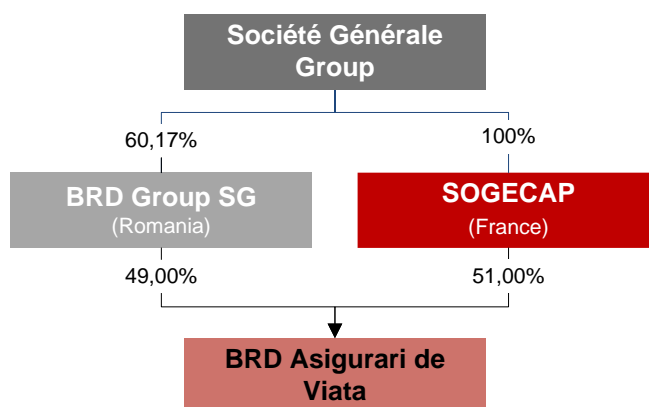 Société Générale
Group
60,17%
100%
BRD Group SG
(Romania)
SOGECAP
(France)
49,00%
51,00%
BRD Asigurari de
Viata